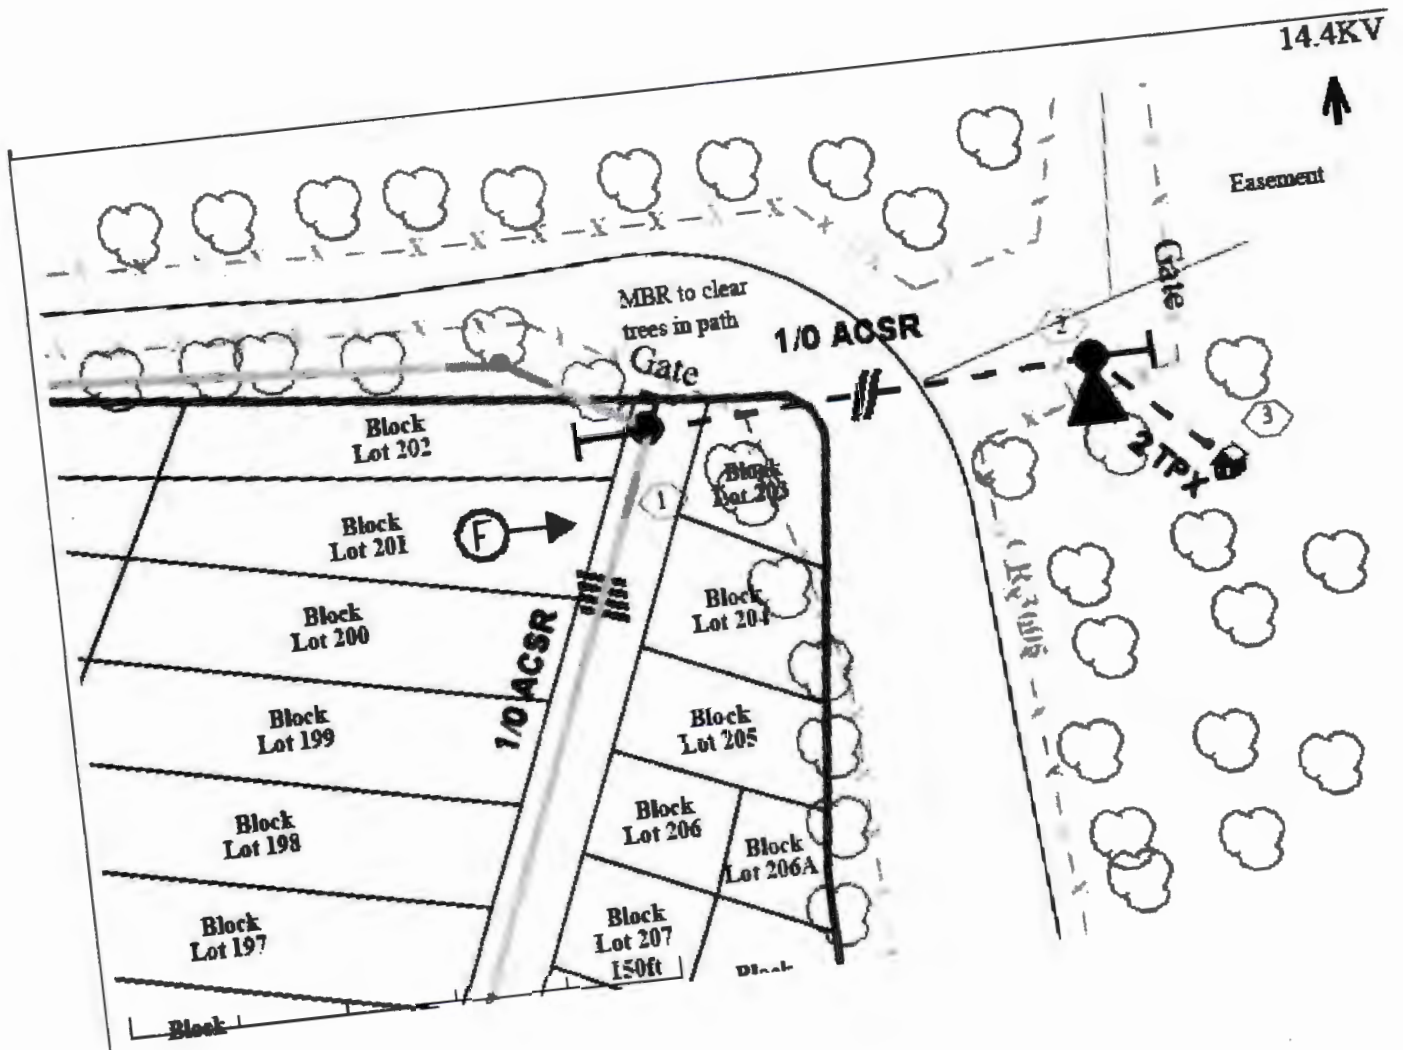 14.4KV
Easement
Gate
MBR to clear
trees in path
1/0 ACSR
Gate
Block
Lot 202
3
2 TPX
Block
Lot 203
1
F
Block
Lot 201
Block
Lot 204
Block
Lot 200
1/0 ACSR
Block
Lot 199
Block
Lot 205
Block
Lot 198
Block
Lot 206
Block
Lot 206A
Block
Lot 197
Block
Lot 207
150ft
Block
Block